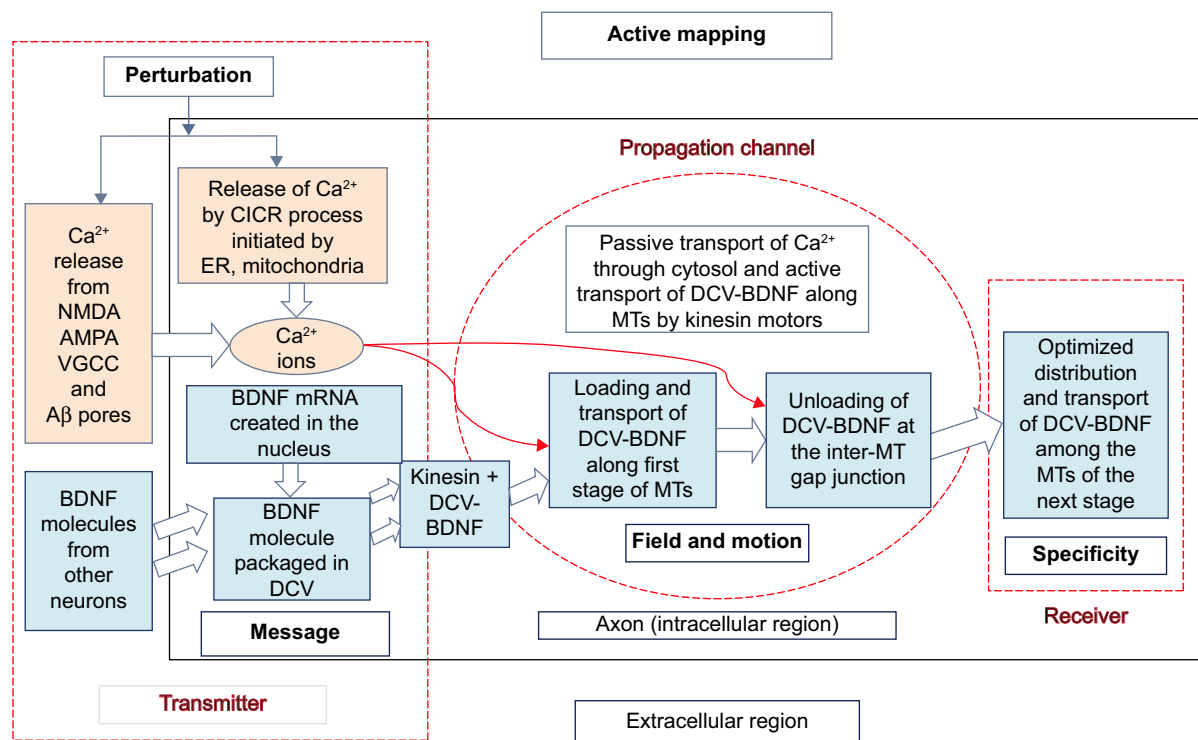 Active mapping
Perturbation
Propagation channel
Release of Ca²⁺
by CICR process
initiated by
ER, mitochondria
Ca²⁺
release
from
NMDA
AMPA
VGCC
and
Aβ pores
Ca²⁺
ions
Passive transport of Ca²⁺
through cytosol and active
transport of DCV-BDNF along
MTs by kinesin motors
BDNF mRNA
created in the
nucleus
Loading and
transport of
DCV-BDNF
along first
stage of MTs
Unloading of
DCV-BDNF at
the inter-MT
gap junction
Optimized
distribution
and transport
of DCV-BDNF
among the
MTs of the
next stage
BDNF
molecules
from
other
neurons
BDNF
molecule
packaged in
DCV
Kinesin +
DCV-
BDNF
Field and motion
Specificity
Message
Axon (intracellular region)
Receiver
Transmitter
Extracellular region